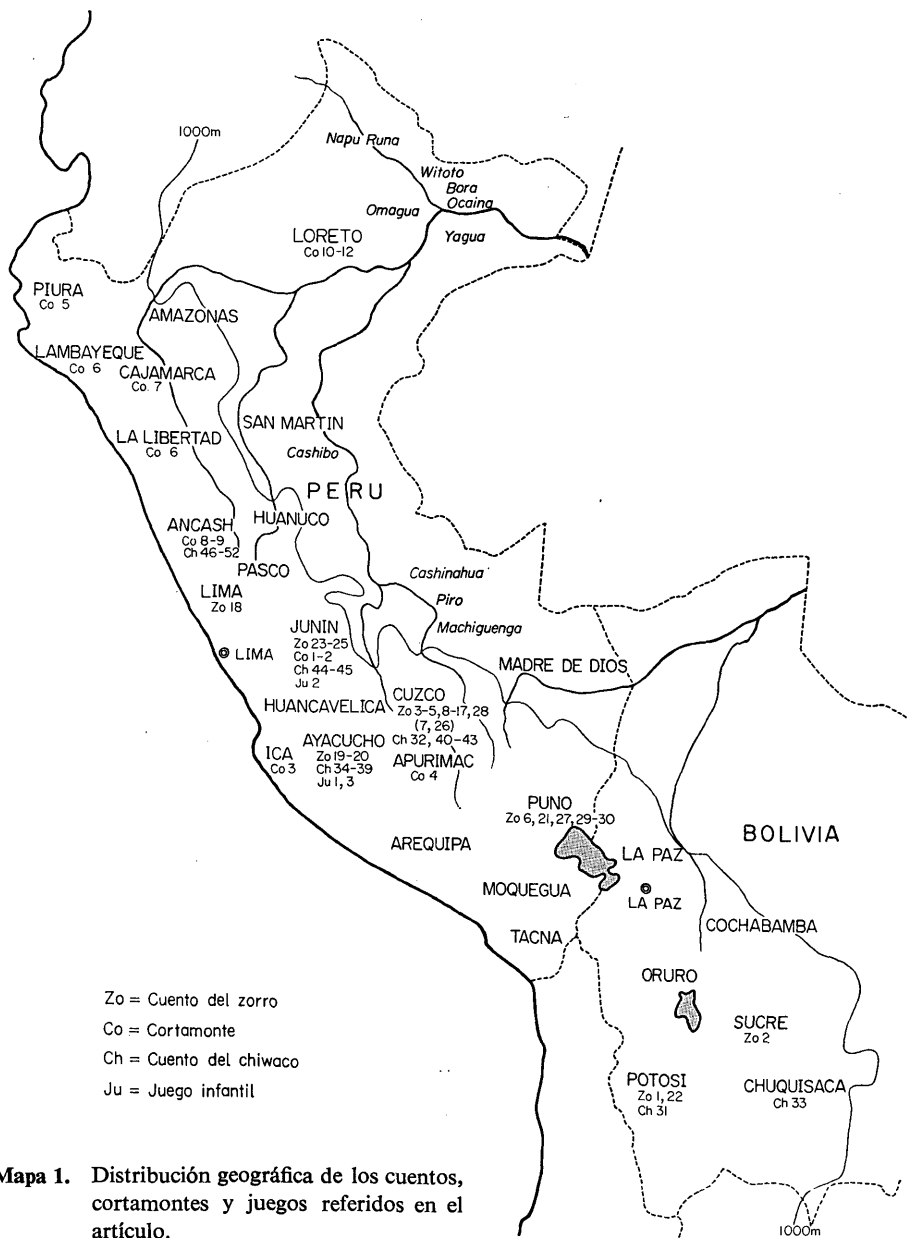 1000m
Napu Runa
Witoto
Bora
Ocaina
Omagua
Yagua
LORETO
Co 10-12
PIURA
Co 5
AMAZONAS
LAMBAYEQUE
Co 6
CAJAMARCA
Co. 7
SAN MARTIN
LA LIBERTAD
Co 6
Cashibo
PERU
HUANUCO
ANCASH
Co 8-9
Ch 46-52
PASCO
Cashinahua
Piro
Machiguenga
LIMA
Zo 18
LIMA
JUNIN
Zo 23-25
Co 1-2
Ch 44-45
Ju 2
MADRE DE DIOS
HUANCAVELICA
CUZCO
Zo 3-5, 8-17, 28
(7, 26)
Ch 32, 40-43
ICA
Co 3
AYACUCHO
Zo 19-20
Ch 34-39
Ju 1, 3
APURIMAC
Co 4
PUNO
Zo 6, 21, 27, 29-30
AREQUIPA
BOLIVIA
LA PAZ
MOQUEGUA
LA PAZ
TACNA
COCHABAMBA
ORURO
SUCRE
Zo 2
POTOSI
Zo 1, 22
Ch 31
CHUQUISACA
Ch 33
1000m
Zo = Cuento del zorro
Co = Cortamonte
Ch = Cuento del chiwaco
Ju = Juego infantil
Mapa 1. Distribución geográfica de los cuentos,
cortamontes y juegos referidos en el
artículo.